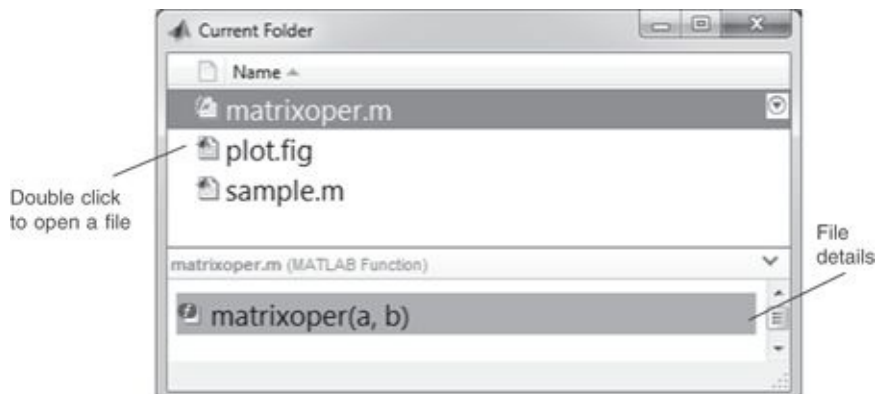 Current Folder
Name
matrixoper.m
plot.fig
sample.m
Double click
to open a file
File
details
matrixoper.m (MATLAB Function)
matrixoper(a, b)